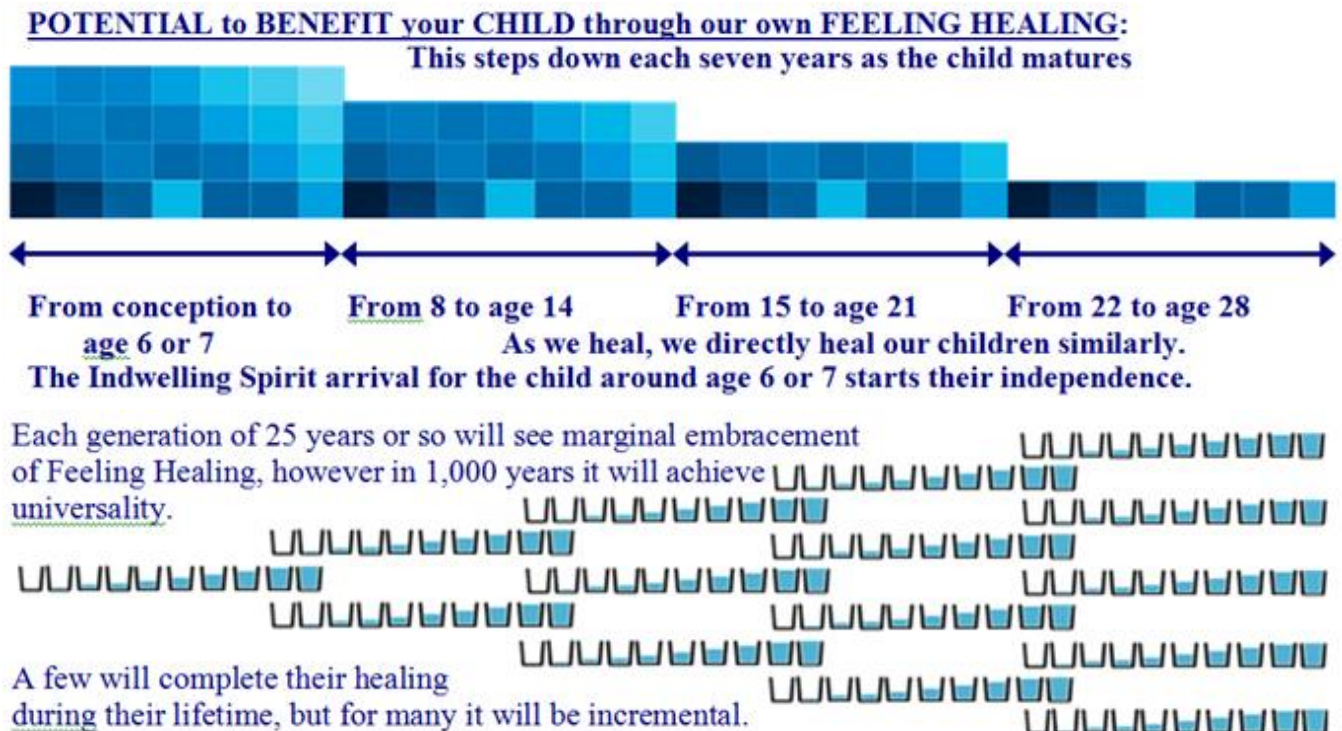 POTENTIAL to BENEFIT your CHILD through our own FEELING HEALING:
This steps down each seven years as the child matures
From conception to age 6 or 7
From 8 to age 14
From 15 to age 21
From 22 to age 28
As we heal, we directly heal our children similarly.
The Indwelling Spirit arrival for the child around age 6 or 7 starts their independence.
Each generation of 25 years or so will see marginal embracement
of Feeling Healing, however in 1,000 years it will achieve
universality.
A few will complete their healing
during their lifetime, but for many it will be incremental.